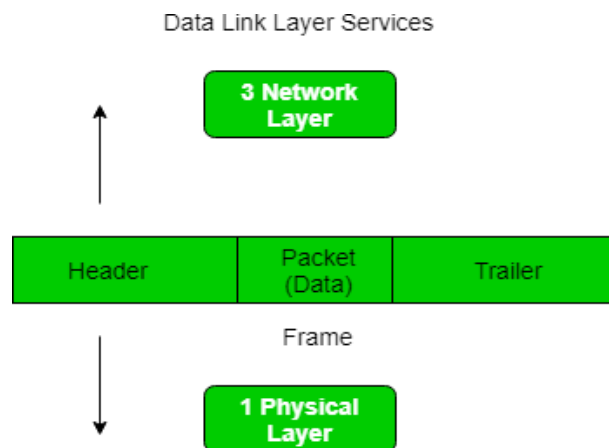 Data Link Layer Services
3 Network
Layer
Header
Packet
(Data)
Trailer
Frame
1 Physical
Layer